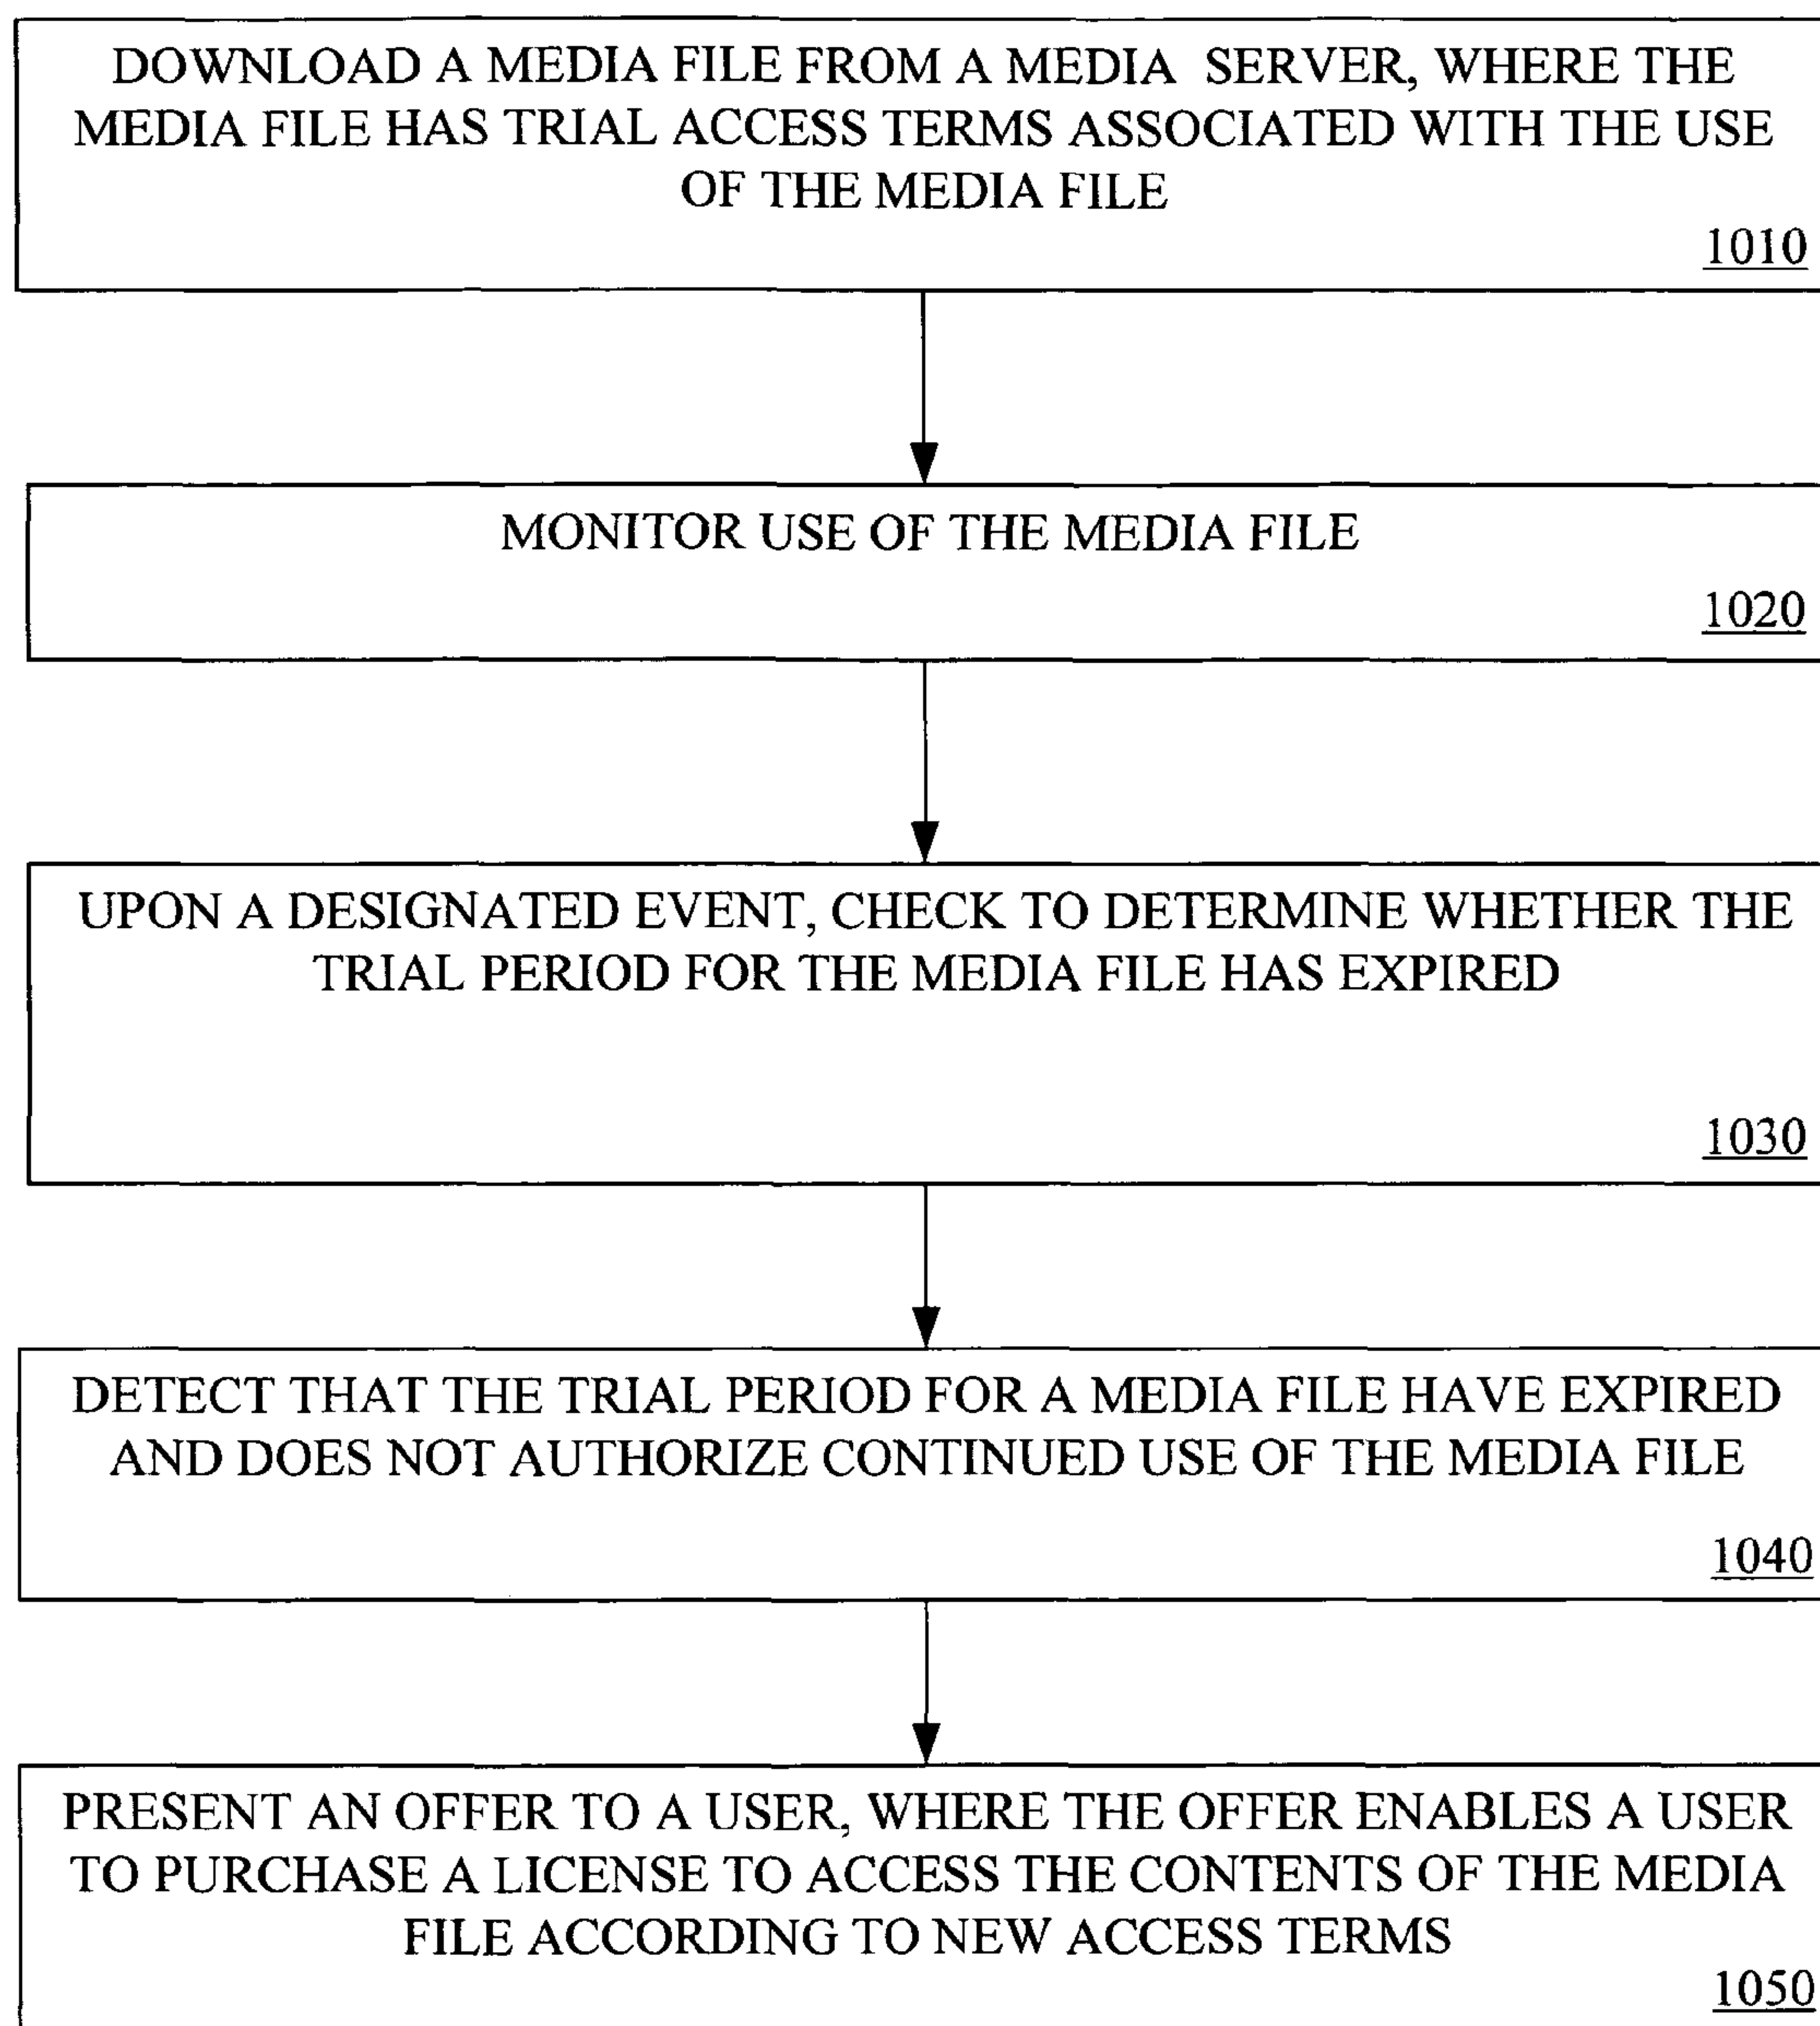 DOWNLOAD A MEDIA FILE FROM A MEDIA SERVER, WHERE THE
MEDIA FILE HAS TRIAL ACCESS TERMS ASSOCIATED WITH THE USE
OF THE MEDIA FILE
1010
MONITOR USE OF THE MEDIA FILE
1020
UPON A DESIGNATED EVENT, CHECK TO DETERMINE WHETHER THE
TRIAL PERIOD FOR THE MEDIA FILE HAS EXPIRED
1030
DETECT THAT THE TRIAL PERIOD FOR A MEDIA FILE HAVE EXPIRED
AND DOES NOT AUTHORIZE CONTINUED USE OF THE MEDIA FILE
1040
PRESENT AN OFFER TO A USER, WHERE THE OFFER ENABLES A USER
TO PURCHASE A LICENSE TO ACCESS THE CONTENTS OF THE MEDIA
FILE ACCORDING TO NEW ACCESS TERMS
1050